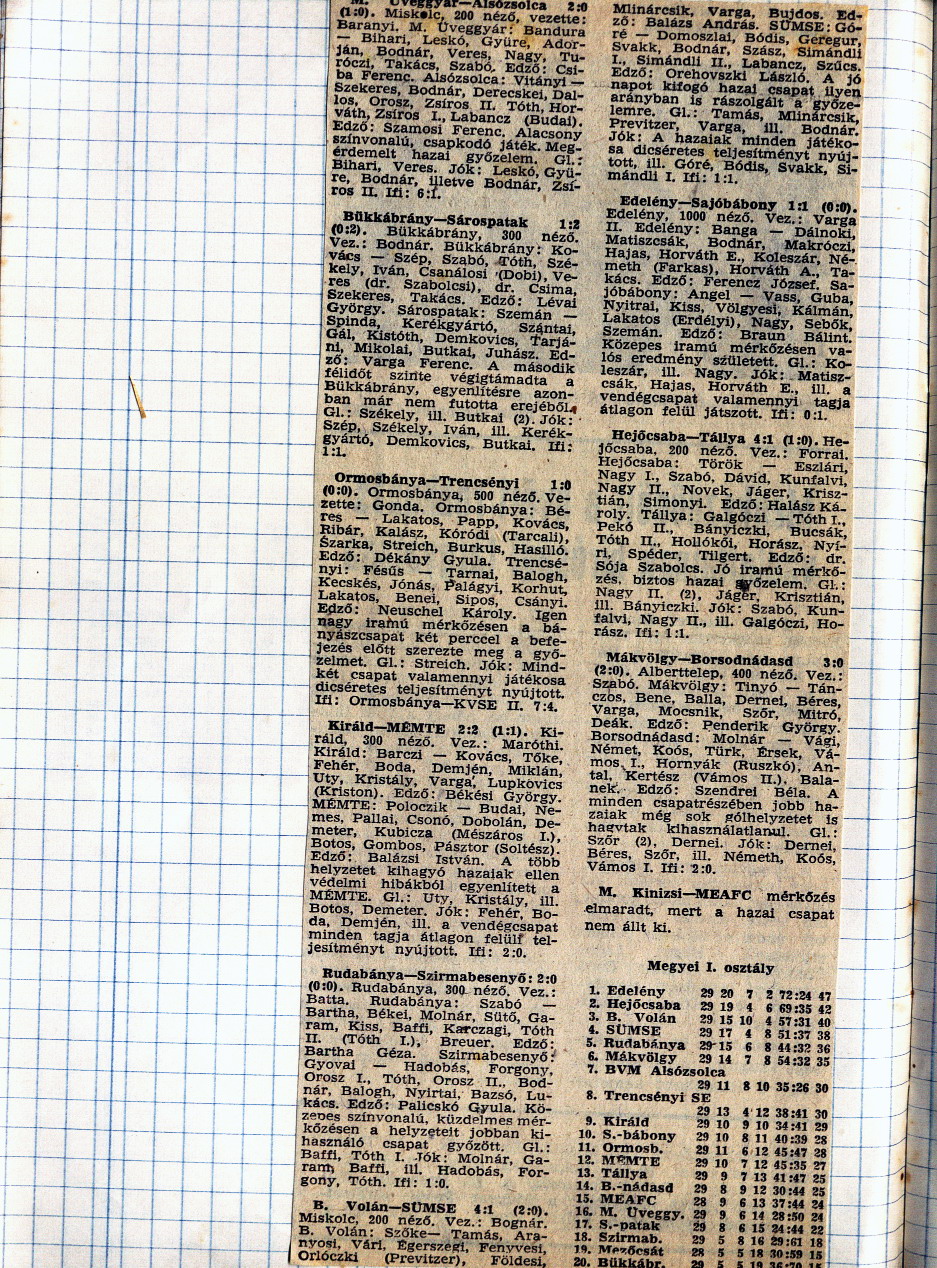 M. Üveggyár—Alsózsolca 2:0
(1:0). Miskolc, 200 néző, vezette:
Baranyi. M. Üveggyár: Bandura
— Bihari, Leskó, Gyüre, Ador-
ján, Bodnár, Veres, Nagy, Tu-
róczi, Takács, Szabó. Edző: Csi-
ba Ferenc. Alsózsolca: Vitányi —
Szekeres, Bodnár, Derecskei, Dal-
los, Orosz, Zsíros II. Tóth, Hor-
váth, Zsíros I., Labancz (Budai).
Edző: Szamosi Ferenc. Alacsony
színvonalú, csapkodó játék. Meg-
érdemelt hazai győzelem. Gl.:
Bihari, Veres. Jók: Leskó, Gyü-
re, Bodnár, illetve Bodnár, Zsí-
ros II. Ifi: 6:1.
Bükkábrány—Sárospatak 1:2
(0:2). Bükkábrány, 300 néző.
Vez.: Bodnár. Bükkábrány: Ko-
vács — Szép, Szabó, Tóth, Szé-
kely, Iván, Csanálosi (Dobi), Ve-
res (dr. Szabolcsi), dr. Csima,
Szekeres, Takács. Edző: Lévai
György. Sárospatak: Szemán —
Spinda, Kerékgyártó, Szántai,
Gál, Kistóth, Demkovics, Tarjá-
ni, Mikolai, Butkai, Juhász. Ed-
ző: Varga Ferenc. A második
félidőt szinte végigtámadta a
Bükkábrány, egyenlítésre azon-
ban már nem futotta erejéből.
Gl.: Székely, ill. Butkai (2). Jók:
Szép, Székely, Iván, ill. Kerék-
gyártó, Demkovics, Butkai. Ifi:
1:1.
Ormosbánya—Trencsényi 1:0
(0:0). Ormosbánya, 500 néző. Ve-
zette: Gonda. Ormosbánya: Bé-
res — Lakatos, Papp, Kovács,
Ribár, Kalász, Kóródi (Tarcali),
Szarka, Streich, Burkus, Hasilló.
Edző: Dékány Gyula. Trencsé-
nyi: Fésűs — Tarnai, Balogh,
Kecskés, Jónás, Palágyi, Korhut,
Lakatos, Benei, Sipos, Csányi.
Edző: Neuschel Károly. Igen
nagy iramú mérkőzésen a bá-
nyászcsapat két perccel a befe-
jezés előtt szerezte meg a győ-
zelmet. Gl.: Streich. Jók: Mind-
két csapat valamennyi játékosa
dicséretes teljesítményt nyújtott.
Ifi: Ormosbánya—KVSE II. 7:4.
Királd—MÉMTE 2:2 (1:1). Ki-
ráld, 300 néző. Vez.: Maróthi.
Királd: Barczi — Kovács, Tőke,
Fehér, Boda, Demjén, Miklán,
Uty, Kristály, Varga, Lupkovics
(Kriston). Edző: Békési György.
MÉMTE: Poloczik — Budai, Ne-
mes, Pallai, Csonó, Dobolán, De-
meter, Kubicza (Mészáros I.),
Botos, Gombos, Pásztor (Soltész).
Edző: Balázsi István. A több
helyzetet kihagyó hazaiak ellen
védelmi hibákból egyenlített a
MÉMTE. Gl.: Uty, Kristály, ill.
Botos, Demeter. Jók: Fehér, Bo-
da, Demjén, ill. a vendégcsapat
minden tagja átlagon felüli tel-
jesítményt nyújtott. Ifi: 2:0.
Rudabánya—Szirmabesenyő: 2:0
(0:0). Rudabánya, 300 néző. Vez.:
Batta. Rudabánya: Szabó —
Bartha, Békei, Molnár, Sütő, Ga-
ram, Kiss, Baffi, Karczagi, Tóth
II. (Tóth I.), Breuer. Edző:
Bartha Géza. Szirmabesenyő:
Gyovai — Hadobás, Forgony,
Orosz I., Tóth, Orosz II., Bod-
nár, Balogh, Nyirtai, Bazsó, Lu-
kács. Edző: Palicskó Gyula. Kö-
zepes színvonalú, küzdelmes mér-
kőzésen a helyzeteit jobban ki-
használó csapat győzött. Gl.:
Baffi, Tóth I. Jók: Molnár, Ga-
ram, Baffi, ill. Hadobás, For-
gony, Tóth. Ifi: 1:0.
B. Volán—SÜMSE 4:1 (2:0).
Miskolc, 200 néző. Vez.: Bognár.
B. Volán: Szőke— Tamás, Ara-
nyosi, Vári, Egerszegi, Fenyvesi,
Orlóczki (Previtzer), Földesi,
Mlinárcsik, Varga, Bujdos. Ed-
ző: Balázs András. SÜMSE: Gó-
ré — Domoszlai, Bódis, Geregur,
Svakk, Bodnár, Szász, Simándli
I., Simándli II., Labancz, Szűcs.
Edző: Orehovszki László. A jó
napot kifogó hazai csapat ilyen
arányban is rászolgált a győze-
lemre. Gl.: Tamás, Mlinárcsik,
Previtzer, Varga, ill. Bodnár.
Jók: A hazaiak minden játéko-
sa dicséretes teljesítményt nyúj-
tott, ill. Góré, Bódis, Svakk, Si-
mándli I. Ifi: 1:1.
Edelény—Sajóbábony 1:1 (0:0).
Edelény, 1000 néző. Vez.: Varga
II. Edelény: Banga — Dálnoki,
Matiszcsák, Bodnár, Makróczi,
Hajas, Horváth E., Koleszár, Né-
meth (Farkas), Horváth A., Ta-
kács. Edző: Ferencz József. Sa-
jóbábony: Angel — Vass, Guba,
Nyitrai, Kiss, Völgyesi, Kálmán,
Lakatos (Erdélyi), Nagy, Sebők,
Szemán. Edző: Braun Bálint.
Közepes iramú mérkőzésen va-
lós eredmény született. Gl.: Ko-
leszár, ill. Nagy. Jók: Matisz-
csák, Hajas, Horváth E., ill. a
vendégcsapat valamennyi tagja
átlagon felül játszott. Ifi: 0:1.
Hejőcsaba—Tállya 4:1 (1:0). He-
jőcsaba, 200 néző. Vez.: Forrai.
Hejőcsaba: Török — Eszlári,
Nagy I., Szabó, Dávid, Kunfalvi,
Nagy II., Novek, Jáger, Krisz-
tián, Simonyi. Edző: Halász Ká-
roly. Tállya: Galgóczi — Tóth I.,
Pekó II., Bányiczki, Bucsák,
Tóth II., Hollókői, Horász, Nyí-
ri, Spéder, Tilgert. Edző: dr.
Sója Szabolcs. Jó iramú mérkő-
zés, biztos hazai győzelem. Gl.:
Nagy II. (2), Jáger, Krisztián,
ill. Bányiczki. Jók: Szabó, Kun-
falvi, Nagy II., ill. Galgóczi, Ho-
rász. Ifi: 1:1.
Mákvölgy—Borsodnádasd 3:0
(2:0). Alberttelep, 400 néző. Vez.:
Szabó. Mákvölgy: Tinyó — Tán-
czos, Bene, Balla, Dernei, Béres,
Varga, Mocsnik, Szőr, Mitró,
Deák. Edző: Penderik György.
Borsodnádasd: Molnár — Vági,
Német, Koós, Türk, Érsek, Vá-
mos I., Hornyák (Ruszkó), An-
tal, Kertész (Vámos II.), Bala-
nek. Edző: Szendrei Béla. A
minden csapatrészében jobb ha-
zaiak még sok gólhelyzetet is
hagytak kihasználatlanul. Gl.:
Szőr (2), Dernei. Jók: Dernei,
Béres, Szőr, ill. Németh, Koós,
Vámos I. Ifi: 2:0.
M. Kinizsi—MEAFC mérkőzés
elmaradt, mert a hazai csapat
nem állt ki.
Megyei I. osztály
1. Edelény 29 20 7 2 72:24 47
2. Hejőcsaba 29 19 4 6 69:35 42
3. B. Volán 29 15 10 4 57:31 40
4. SÜMSE 29 17 4 8 51:37 38
5. Rudabánya 29 15 6 8 44:32 36
6. Mákvölgy 29 14 7 8 54:32 35
7. BVM Alsózsolca
29 11 8 10 35:26 30
8. Trencsényi SE
29 13 4 12 38:41 30
9. Királd 29 10 9 10 34:41 29
10. S.-bábony 29 10 8 11 40:39 28
11. Ormosb. 29 11 6 12 45:47 28
12. MÉMTE 29 10 7 12 45:35 27
13. Tállya 29 9 7 13 41:47 25
14. B.-nádasd 29 8 9 12 30:44 25
15. MEAFC 28 9 6 13 37:44 24
16. M. Üveggy. 29 9 6 14 28:50 24
17. S.-patak 29 8 6 15 24:44 22
18. Szirmab. 29 5 8 16 29:61 18
19. Mezőcsát 28 5 5 18 30:59 15
20. Bükkábr. 29 5 5 19 36:70 15